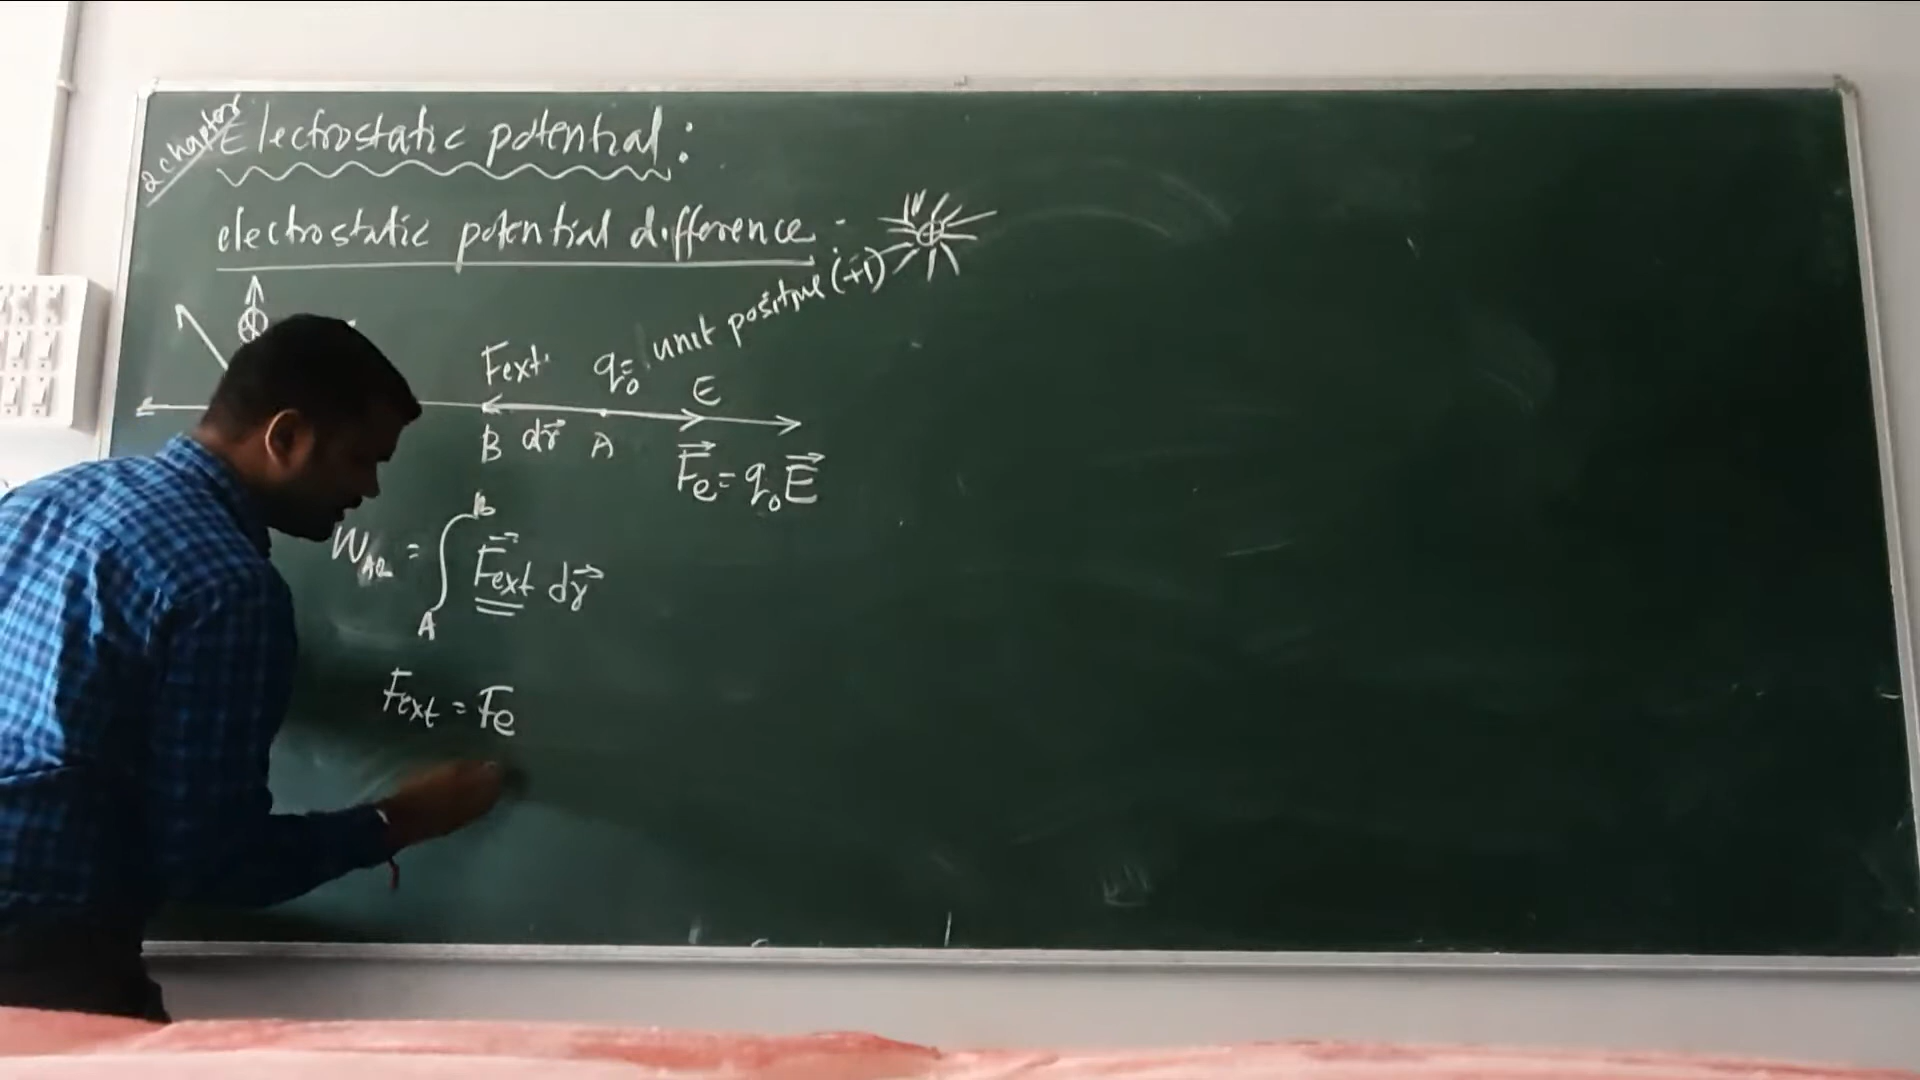 2 chapter
Electrostatic potential:
electrostatic potential difference:
Fext. q₀= unit positive (+1)
E
B dr⃗ A
F⃗e = q₀E⃗
W_AB = ∫_A^B F⃗ext dr⃗
Fext = Fe